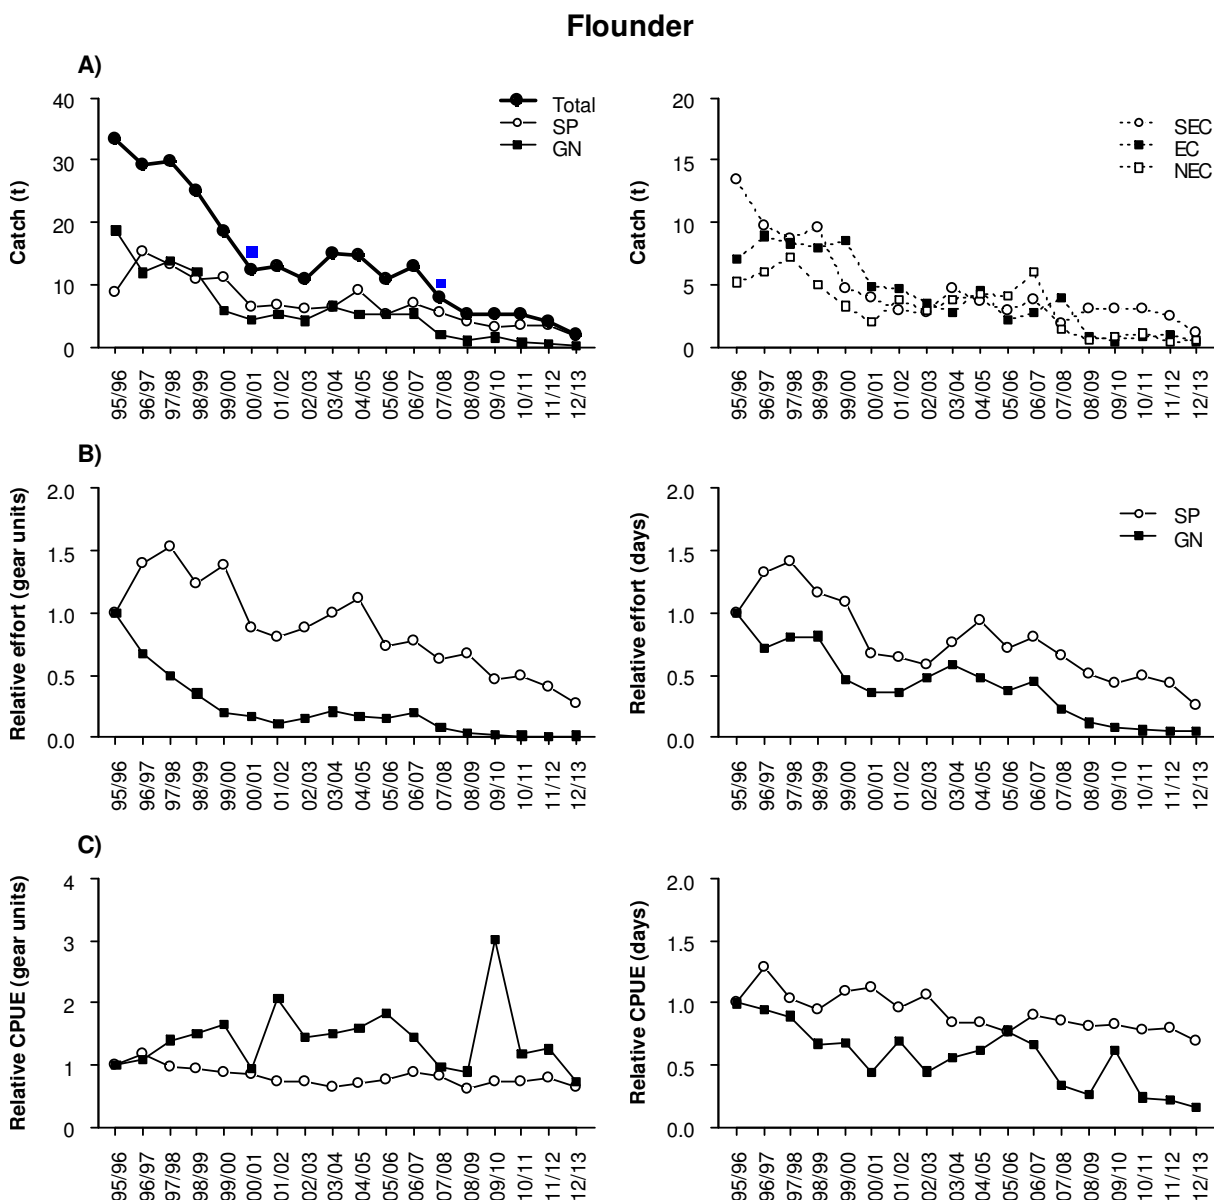 Flounder
A)
Catch (t)
40
30
20
10
0
Total
SP
GN
95/96 96/97 97/98 98/99 99/00 00/01 01/02 02/03 03/04 04/05 05/06 06/07 07/08 08/09 09/10 10/11 11/12 12/13
Catch (t)
20
15
10
5
0
SEC
EC
NEC
95/96 96/97 97/98 98/99 99/00 00/01 01/02 02/03 03/04 04/05 05/06 06/07 07/08 08/09 09/10 10/11 11/12 12/13
B)
Relative effort (gear units)
2.0
1.5
1.0
0.5
0.0
95/96 96/97 97/98 98/99 99/00 00/01 01/02 02/03 03/04 04/05 05/06 06/07 07/08 08/09 09/10 10/11 11/12 12/13
Relative effort (days)
2.0
1.5
1.0
0.5
0.0
SP
GN
95/96 96/97 97/98 98/99 99/00 00/01 01/02 02/03 03/04 04/05 05/06 06/07 07/08 08/09 09/10 10/11 11/12 12/13
C)
Relative CPUE (gear units)
4
3
2
1
0
95/96 96/97 97/98 98/99 99/00 00/01 01/02 02/03 03/04 04/05 05/06 06/07 07/08 08/09 09/10 10/11 11/12 12/13
Relative CPUE (days)
2.0
1.5
1.0
0.5
0.0
95/96 96/97 97/98 98/99 99/00 00/01 01/02 02/03 03/04 04/05 05/06 06/07 07/08 08/09 09/10 10/11 11/12 12/13